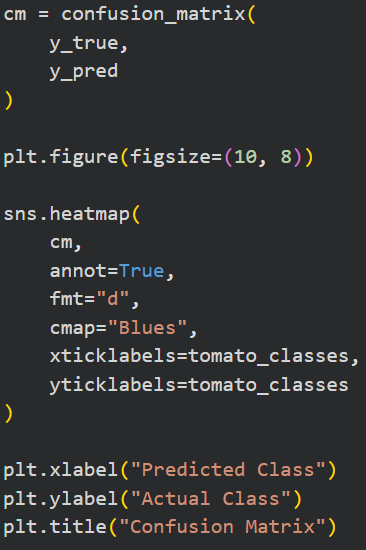 cm = confusion_matrix(
    y_true,
    y_pred
)

plt.figure(figsize=(10, 8))

sns.heatmap(
    cm,
    annot=True,
    fmt="d",
    cmap="Blues",
    xticklabels=tomato_classes,
    yticklabels=tomato_classes
)

plt.xlabel("Predicted Class")
plt.ylabel("Actual Class")
plt.title("Confusion Matrix")